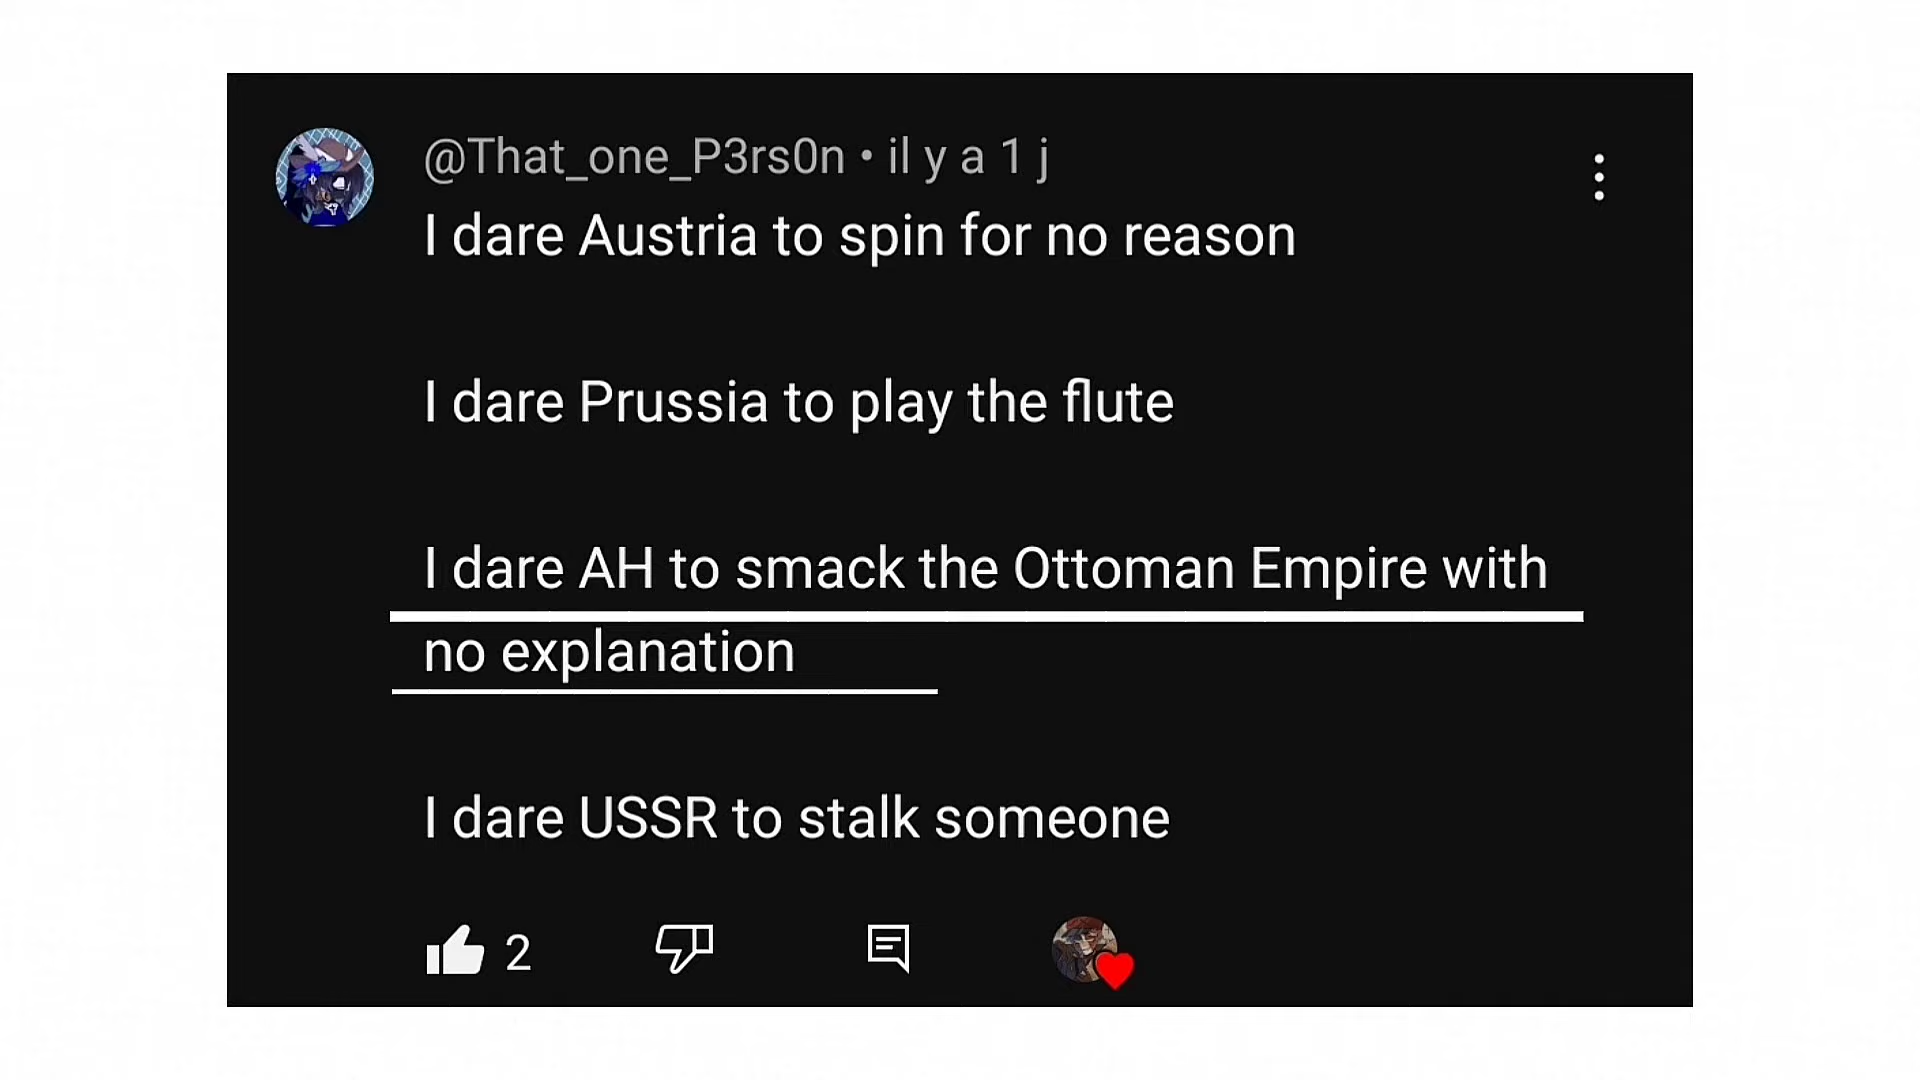 @That_one_P3rs0n • il y a 1 j
I dare Austria to spin for no reason
I dare Prussia to play the flute
I dare AH to smack the Ottoman Empire with
no explanation
I dare USSR to stalk someone
2